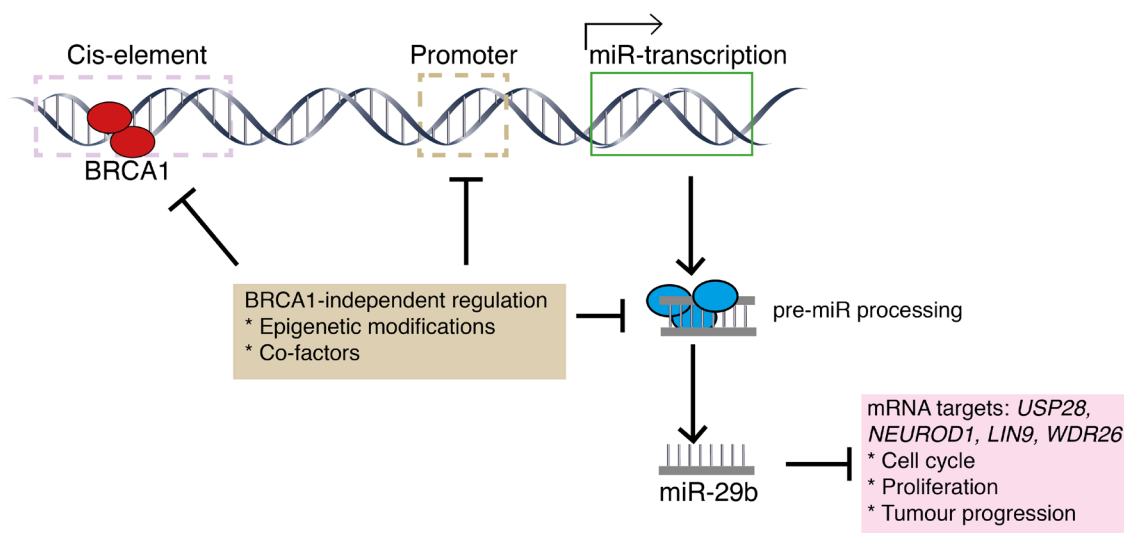 Cis-element
Promoter
miR-transcription
BRCA1
BRCA1-independent regulation
* Epigenetic modifications
* Co-factors
pre-miR processing
miR-29b
mRNA targets: USP28,
NEUROD1, LIN9, WDR26
* Cell cycle
* Proliferation
* Tumour progression